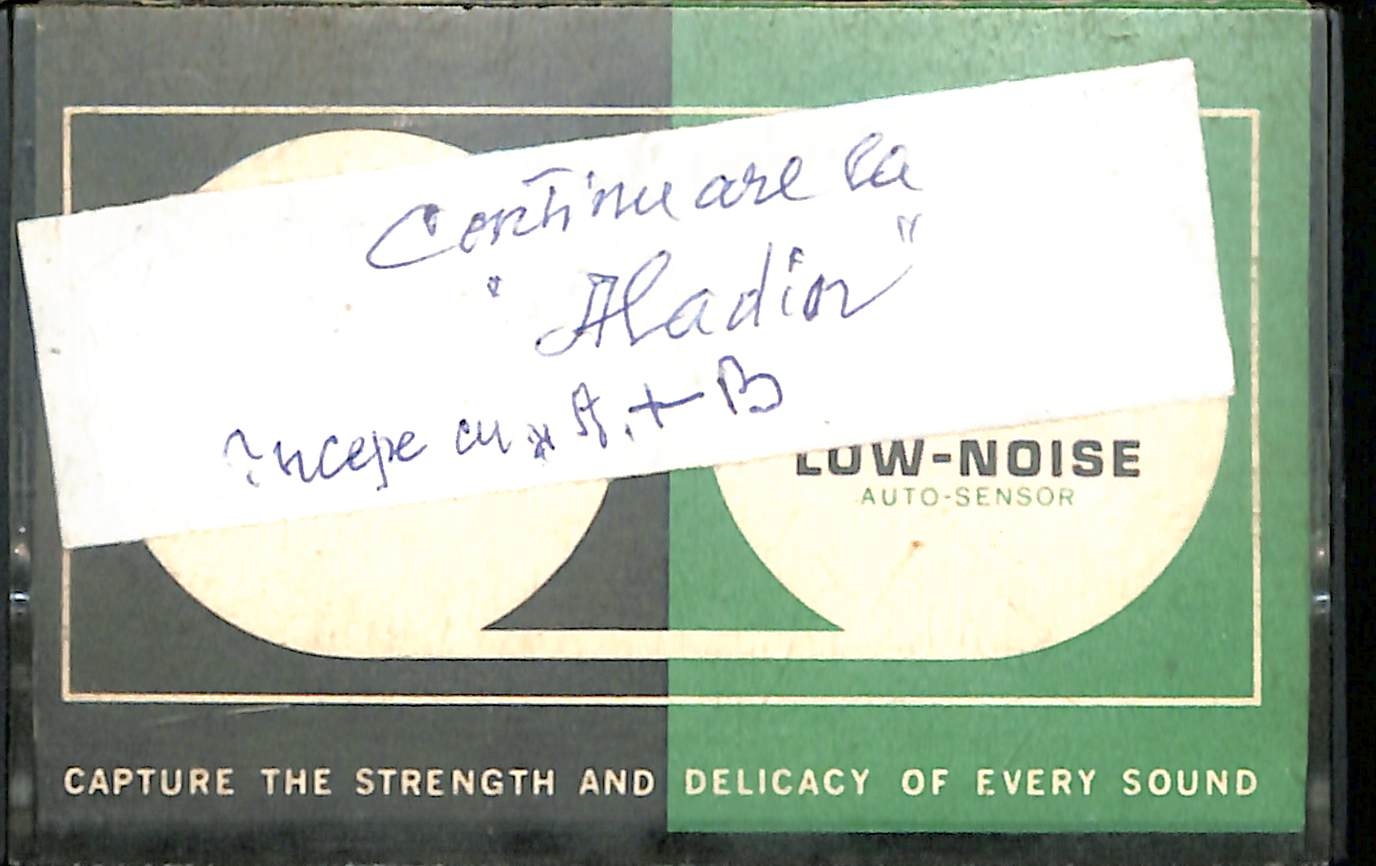 Continuare la
"Aladin"
Începe cu A. + B
LOW-NOISE
AUTO-SENSOR
CAPTURE THE STRENGTH AND DELICACY OF EVERY SOUND